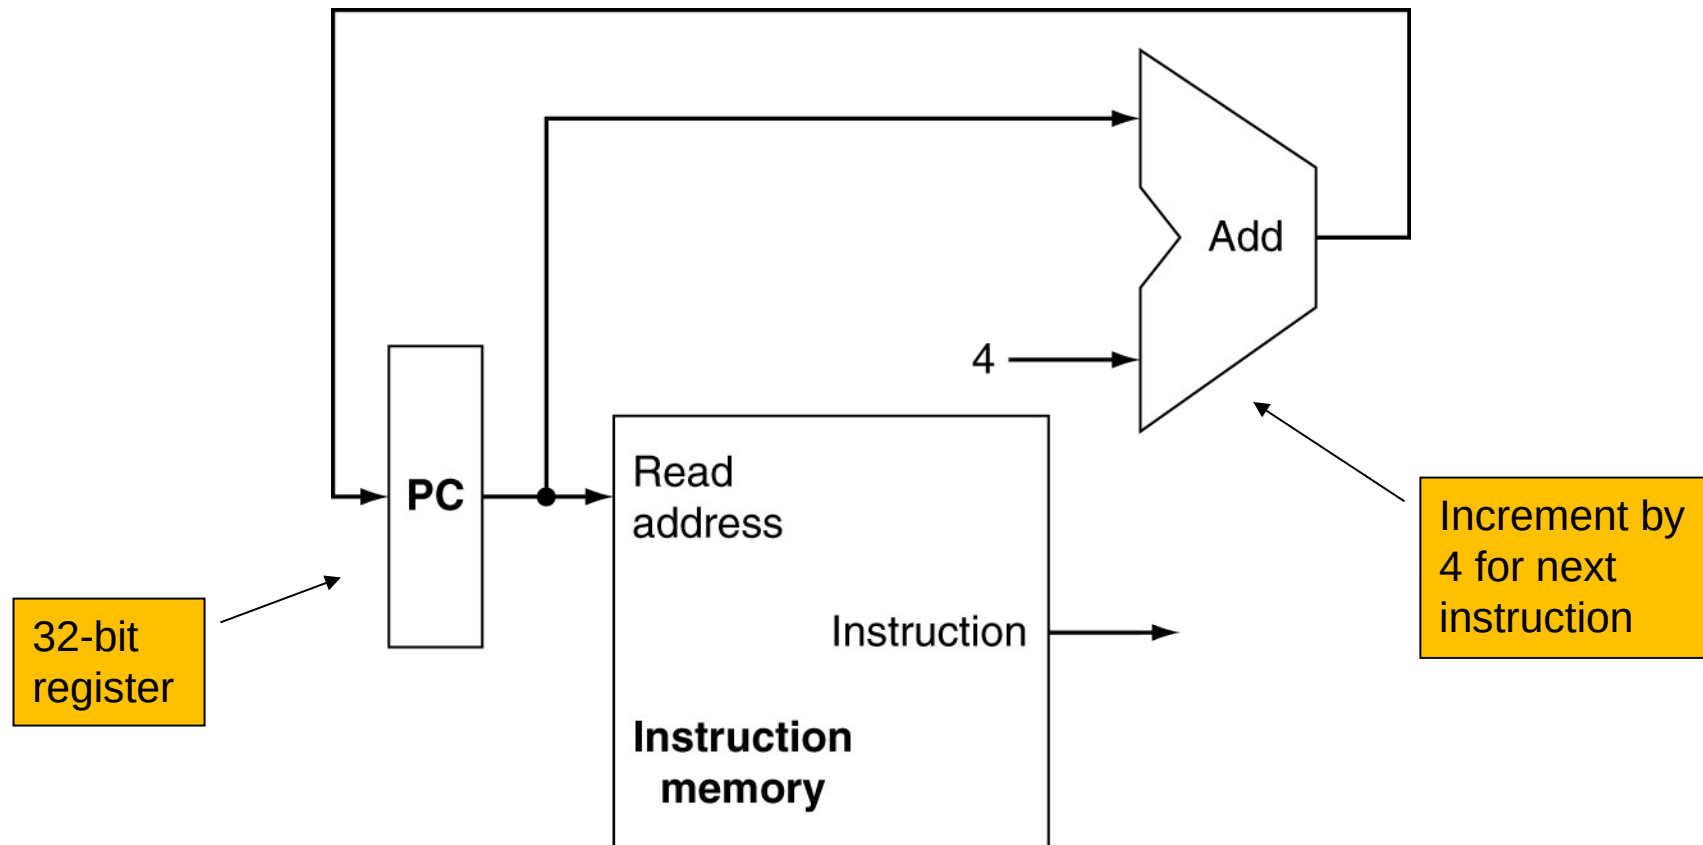 Add
4
PC
Read
address
Instruction
Instruction
memory
32-bit
register
Increment by
4 for next
instruction